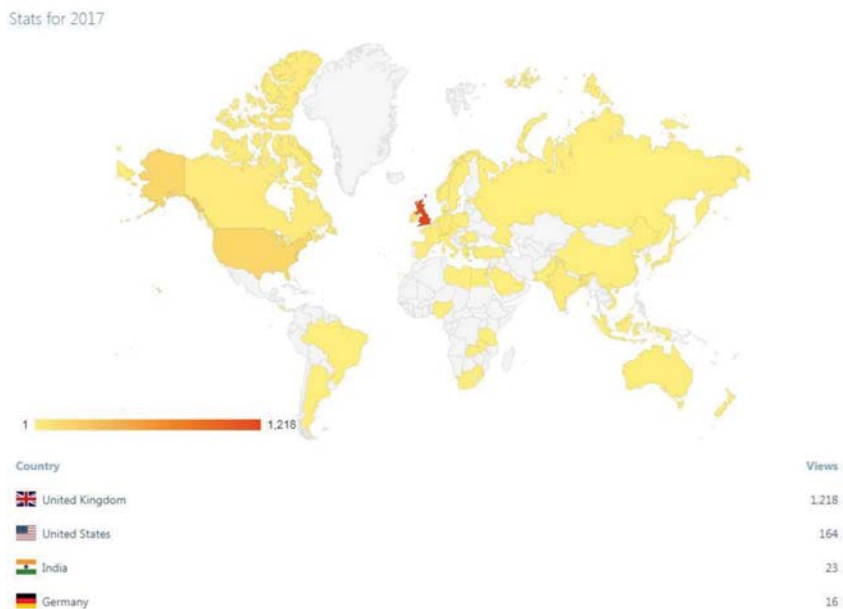 Stats for 2017
1 1,218
Country Views
United Kingdom 1,218
United States 164
India 23
Germany 16